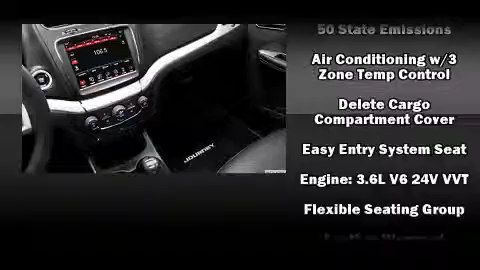 50 State Emissions
Air Conditioning w/3
Zone Temp Control
Delete Cargo
Compartment Cover
Easy Entry System Seat
Engine: 3.6L V6 24V VVT
Flexible Seating Group
JOURNEY